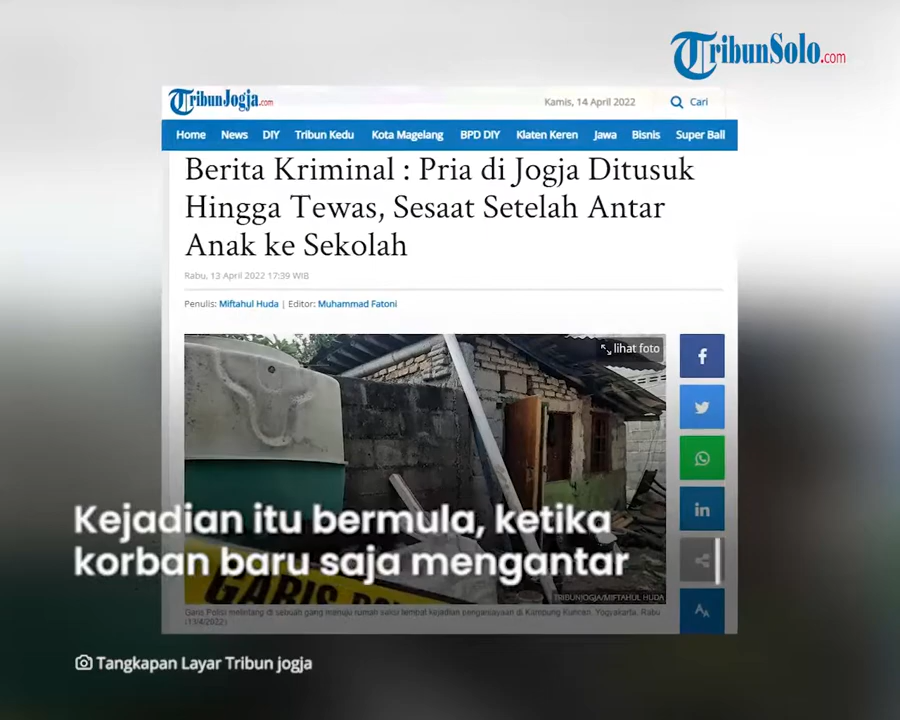 TribunSolo.com
TribunJogja.com
Kamis, 14 April 2022
Cari
Home News DIY Tribun Kedu Kota Magelang BPD DIY Klaten Keren Jawa Bisnis Super Ball
Berita Kriminal : Pria di Jogja Ditusuk
Hingga Tewas, Sesaat Setelah Antar
Anak ke Sekolah
Rabu, 13 April 2022 17:39 WIB
Penulis: Miftahul Huda | Editor: Muhammad Fatoni
lihat foto
Kejadian itu bermula, ketika
korban baru saja mengantar
GARIS
TRIBUNJOGJA/MIFTAHUL HUDA
Garis Polisi melintang di sebuah gang menuju rumah saksi tempat kejadian penganiayaan di Kampung Kuncen, Yogyakarta, Rabu
(13/4/2022)
AA
Tangkapan Layar Tribun jogja